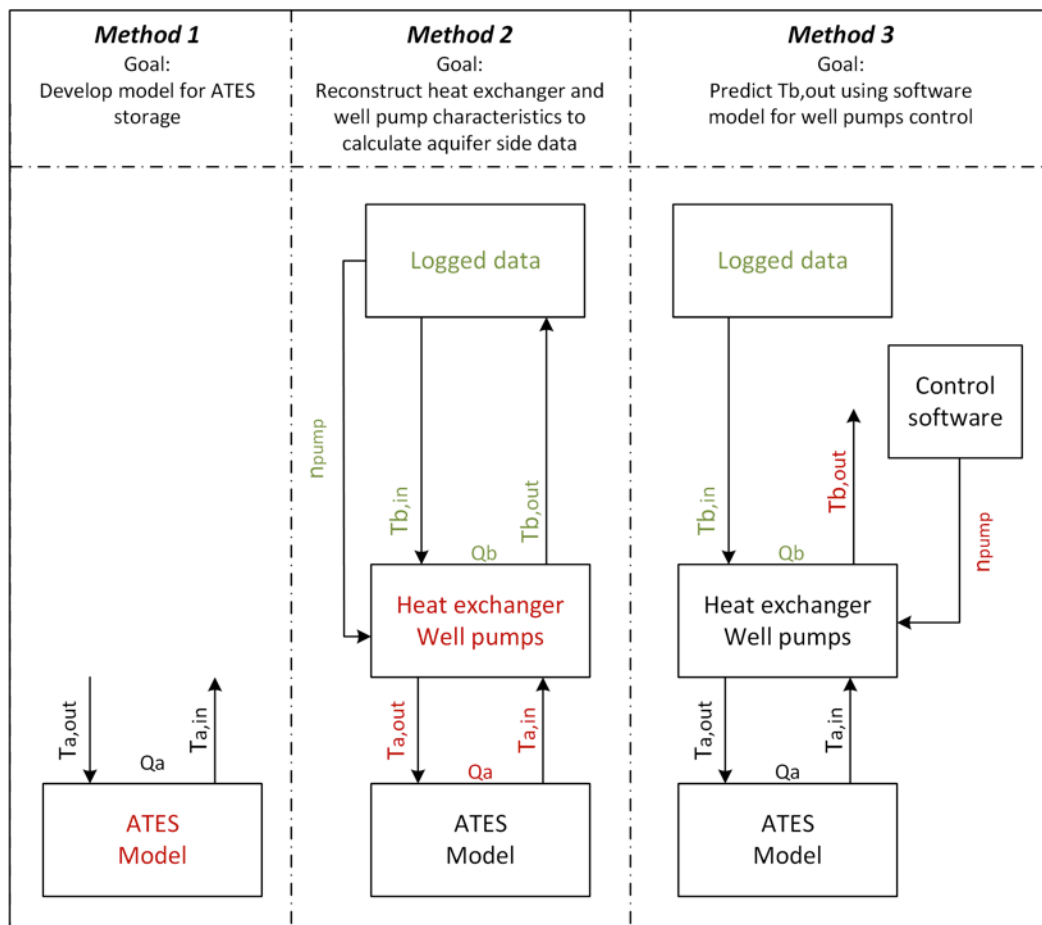 Method 1
Goal:
Develop model for ATES
storage
Method 2
Goal:
Reconstruct heat exchanger and
well pump characteristics to
calculate aquifer side data
Method 3
Goal:
Predict Tb,out using software
model for well pumps control
Ta,out
Ta,in
Qa
ATES
Model
Logged data
npump
Tb,in
Tb,out
Qb
Heat exchanger
Well pumps
Ta,out
Ta,in
Qa
ATES
Model
Logged data
Control
software
Tb,in
Tb,out
npump
Qb
Heat exchanger
Well pumps
Ta,out
Ta,in
Qa
ATES
Model